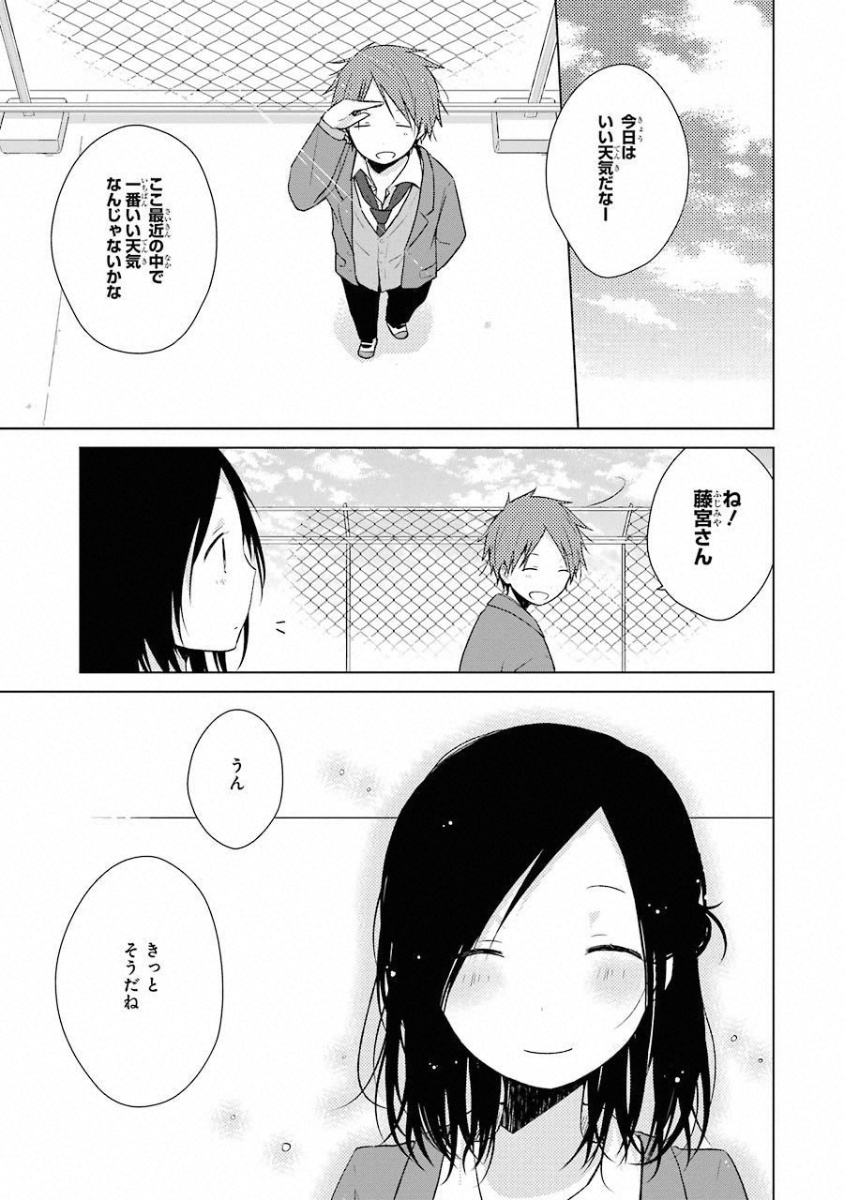 今日は
いい天気だなー
ここ最近の中で
一番いい天気
なんじゃないかな
ね！
藤宮さん
うん
きっと
そうだね